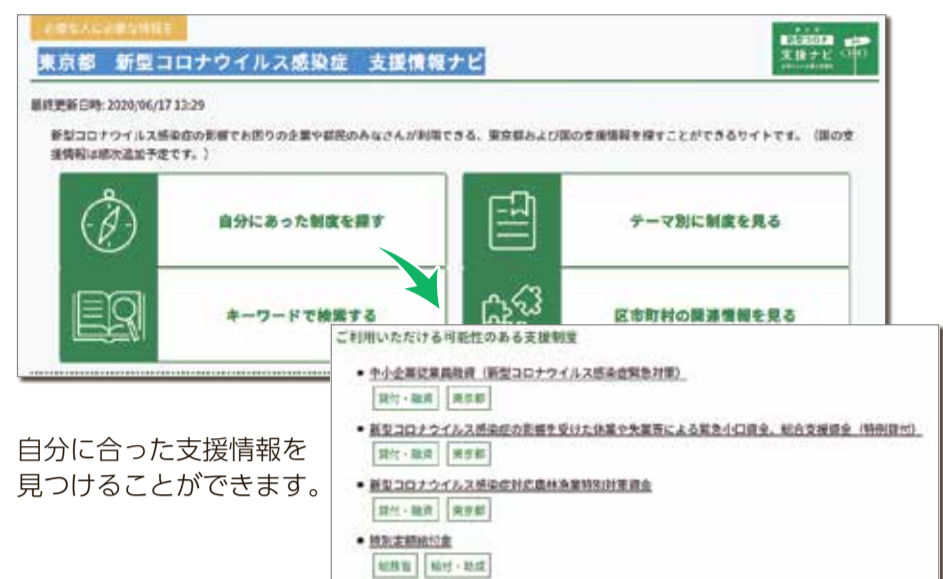 必要な人に必要な情報を
東京都 新型コロナウイルス感染症 支援情報ナビ
新型コロナ
支援ナビ
最終更新日時: 2020/06/17 13:29
新型コロナウイルス感染症の影響でお困りの企業や都民のみなさんが利用できる、東京都および国の支援情報を探すことができるサイトです。（国の支
援情報は順次追加予定です。）
自分にあった制度を探す
テーマ別に制度を見る
キーワードで検索する
区市町村の関連情報を見る
ご利用いただける可能性のある支援制度
• 中小企業従業員融資（新型コロナウイルス感染症緊急対策）
貸付・融資 東京都
• 新型コロナウイルス感染症の影響を受けた休業や失業等による緊急小口資金、総合支援資金（特例貸付）
貸付・融資 東京都
• 新型コロナウイルス感染症対応農林漁業特別対策資金
貸付・融資 東京都
• 特別定額給付金
総務省 給付・助成
自分に合った支援情報を
見つけることができます。